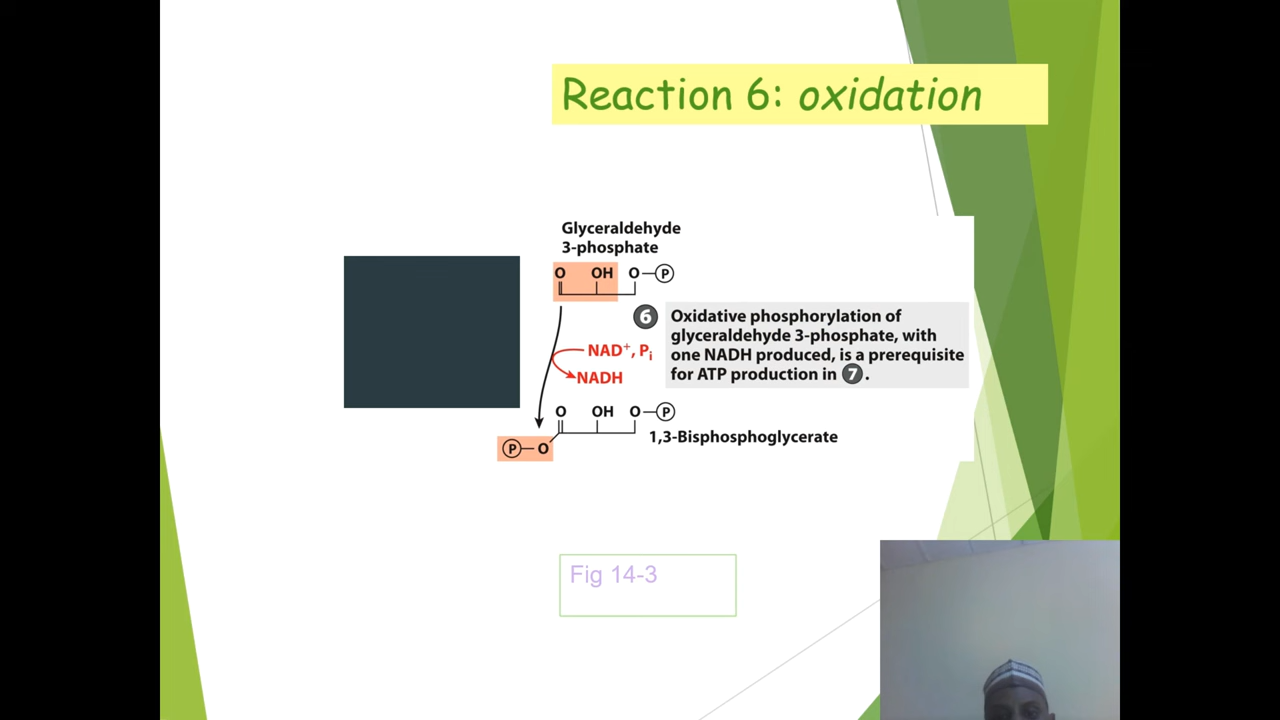 Reaction 6: oxidation
Glyceraldehyde
3-phosphate
O OH O P
6
Oxidative phosphorylation of
glyceraldehyde 3-phosphate, with
one NADH produced, is a prerequisite
for ATP production in 7 .
NAD+, Pi
NADH
O OH O P
P O
1,3-Bisphosphoglycerate
Fig 14-3